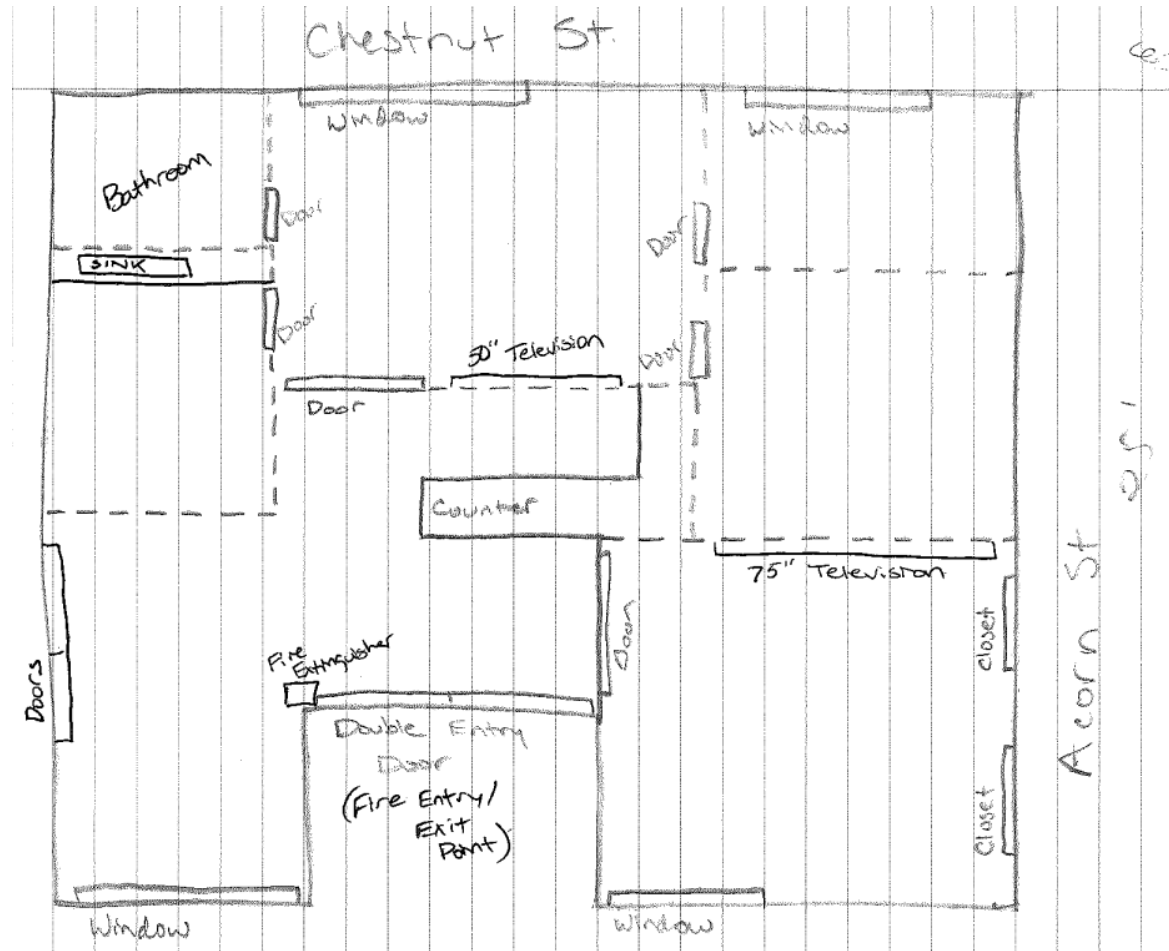 Chestnut St.
Window
Window
Bathroom
Door
Door
SINK
Door
50" Television
Door
Door
Counter
75" Television
Closet
Acorn St
25'
Door
Fire
Extinguisher
Doors
Double Entry
Door
(Fire Entry/
Exit
Point)
Closet
Window
Window